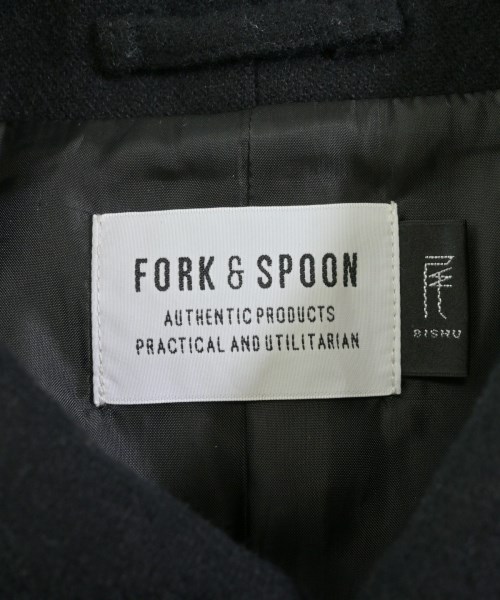 FORK & SPOON
AUTHENTIC PRODUCTS
PRACTICAL AND UTILITARIAN
BISHU